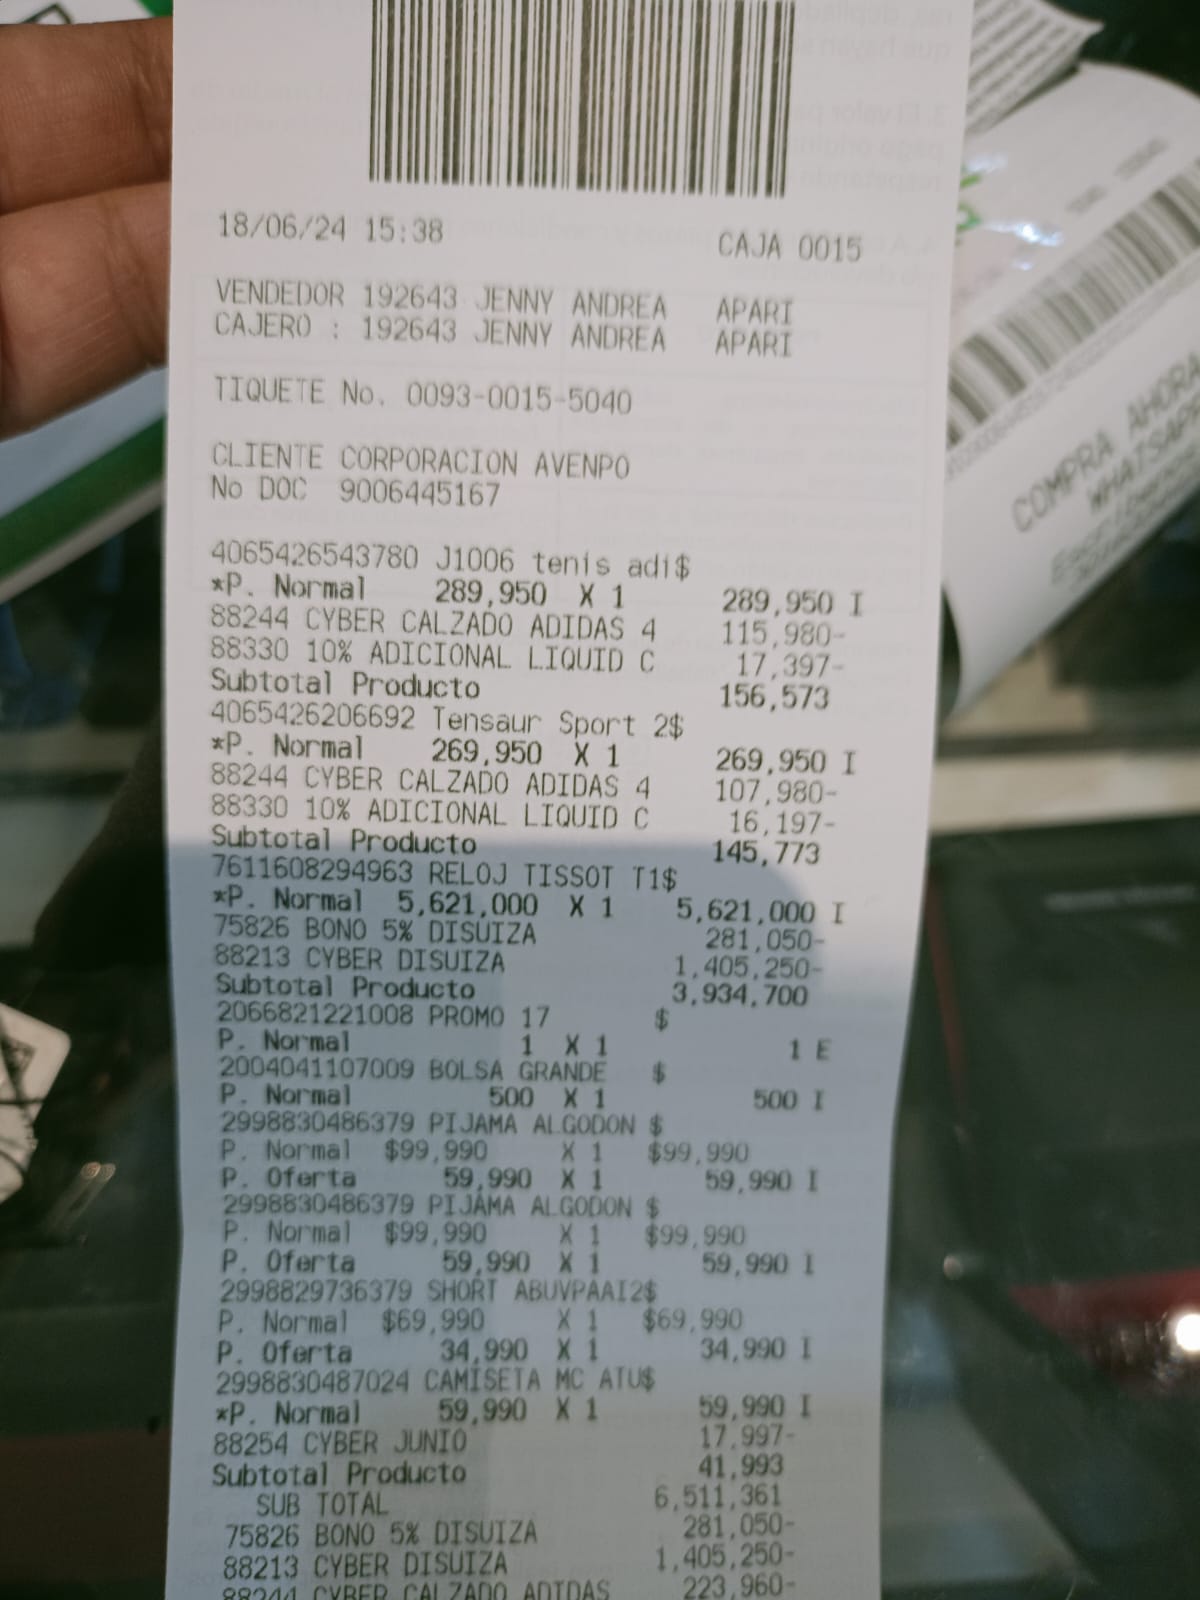 18/06/24 15:38 CAJA 0015
VENDEDOR 192643 JENNY ANDREA APARI
CAJERO : 192643 JENNY ANDREA APARI
TIQUETE No. 0093-0015-5040
CLIENTE CORPORACION AVENPO
No DOC 9006445167
4065426543780 J1006 tenis adi$
*P. Normal 289,950 X 1 289,950 I
88244 CYBER CALZADO ADIDAS 4 115,980-
88330 10% ADICIONAL LIQUID C 17,397-
Subtotal Producto 156,573
4065426206692 Tensaur Sport 2$
*P. Normal 269,950 X 1 269,950 I
88244 CYBER CALZADO ADIDAS 4 107,980-
88330 10% ADICIONAL LIQUID C 16,197-
Subtotal Producto 145,773
7611608294963 RELOJ TISSOT T1$
*P. Normal 5,621,000 X 1 5,621,000 I
75826 BONO 5% DISUIZA 281,050-
88213 CYBER DISUIZA 1,405,250-
Subtotal Producto 3,934,700
2066821221008 PROMO 17 $
P. Normal 1 X 1 1 E
2004041107009 BOLSA GRANDE $
P. Normal 500 X 1 500 I
2998830486379 PIJAMA ALGODON $
P. Normal $99,990 X 1 $99,990
P. Oferta 59,990 X 1 59,990 I
2998830486379 PIJAMA ALGODON $
P. Normal $99,990 X 1 $99,990
P. Oferta 59,990 X 1 59,990 I
2998829736379 SHORT ABUVPAAI2$
P. Normal $69,990 X 1 $69,990
P. Oferta 34,990 X 1 34,990 I
2998830487024 CAMISETA MC ATU$
*P. Normal 59,990 X 1 59,990 I
88254 CYBER JUNIO 17,997-
Subtotal Producto 41,993
SUB TOTAL 6,511,361
75826 BONO 5% DISUIZA 281,050-
88213 CYBER DISUIZA 1,405,250-
88244 CYBER CALZADO ADIDAS 223,960-
COMPRA AHORA
WHATSAPP